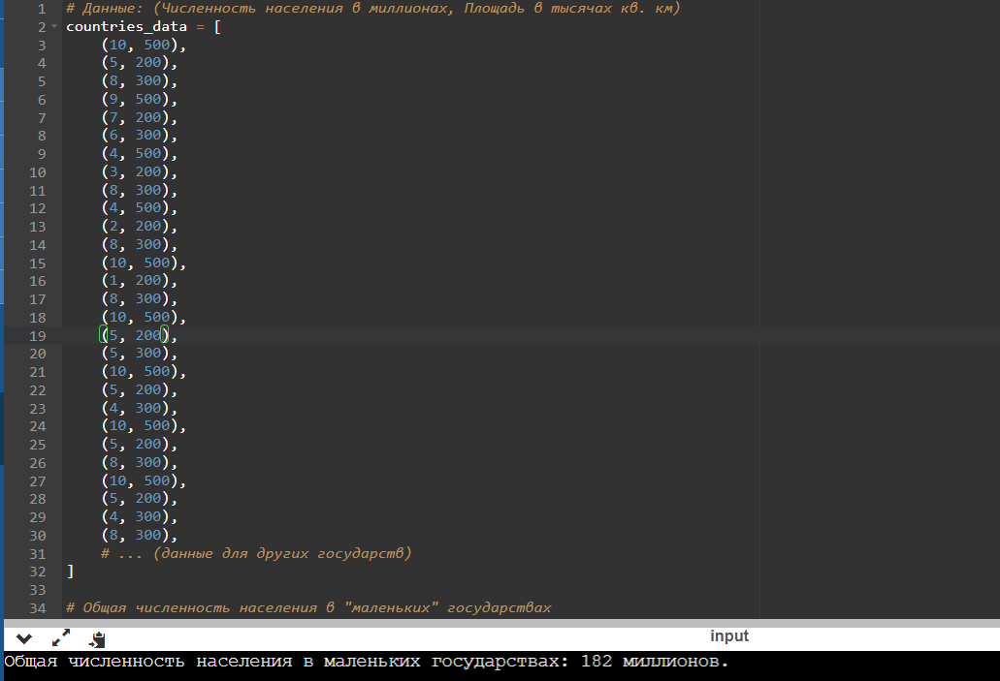 1 # Данные: (Численность населения в миллионах, Площадь в тысячах кв. км)
2 countries_data = [
3 (10, 500),
4 (5, 200),
5 (8, 300),
6 (9, 500),
7 (7, 200),
8 (6, 300),
9 (4, 500),
10 (3, 200),
11 (8, 300),
12 (4, 500),
13 (2, 200),
14 (8, 300),
15 (10, 500),
16 (1, 200),
17 (8, 300),
18 (10, 500),
19 (5, 200),
20 (5, 300),
21 (10, 500),
22 (5, 200),
23 (4, 300),
24 (10, 500),
25 (5, 200),
26 (8, 300),
27 (10, 500),
28 (5, 200),
29 (4, 300),
30 (8, 300),
31 # ... (данные для других государств)
32 ]
33
34 # Общая численность населения в "маленьких" государствах
input
Общая численность населения в маленьких государствах: 182 миллионов.